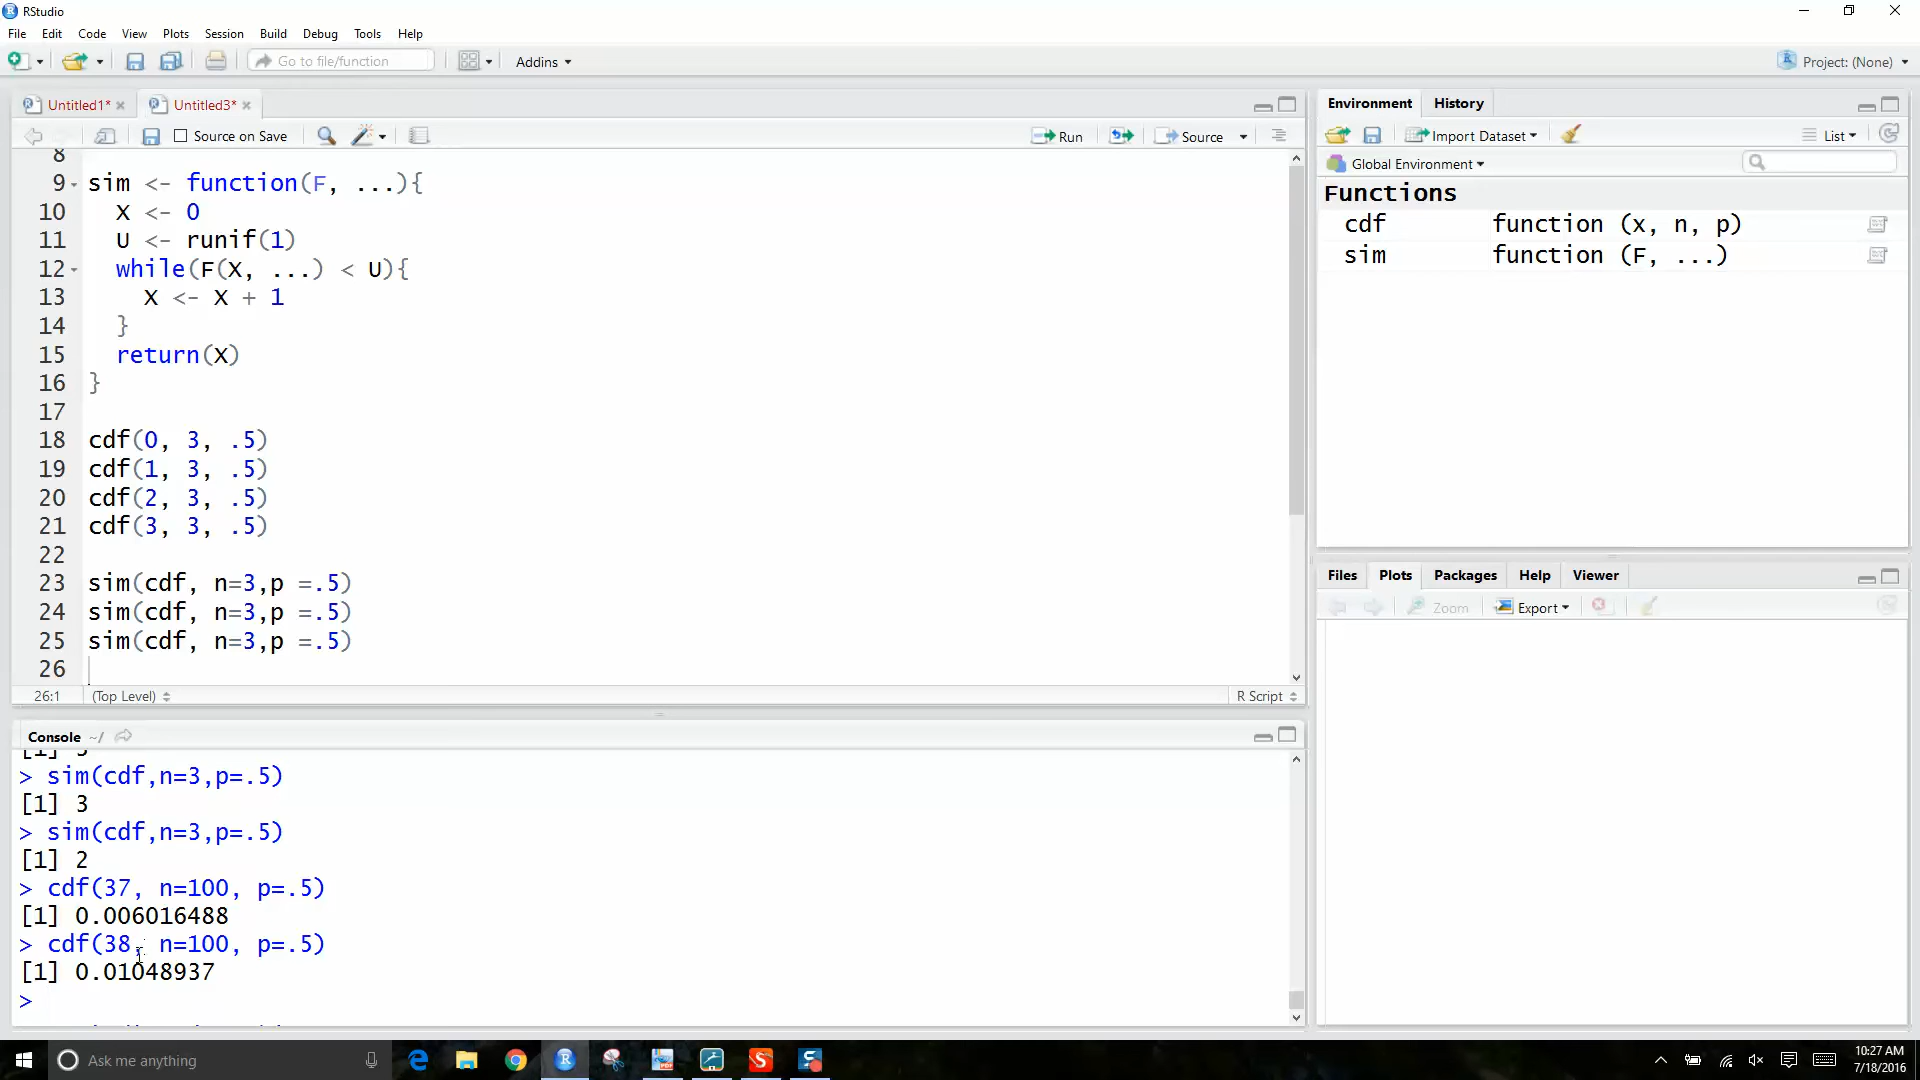 RStudio
File Edit Code View Plots Session Build Debug Tools Help
Go to file/function Addins Project: (None)
Untitled1* Untitled3*
Source on Save Run Source
8
9 sim <- function(F, ...){
10 X <- 0
11 U <- runif(1)
12 while(F(X, ...) < U){
13 X <- X + 1
14 }
15 return(X)
16 }
17
18 cdf(0, 3, .5)
19 cdf(1, 3, .5)
20 cdf(2, 3, .5)
21 cdf(3, 3, .5)
22
23 sim(cdf, n=3,p =.5)
24 sim(cdf, n=3,p =.5)
25 sim(cdf, n=3,p =.5)
26
26:1 (Top Level) R Script
Console ~/
> sim(cdf,n=3,p=.5)
[1] 3
> sim(cdf,n=3,p=.5)
[1] 2
> cdf(37, n=100, p=.5)
[1] 0.006016488
> cdf(38, n=100, p=.5)
[1] 0.01048937
>
Environment History
Import Dataset List
Global Environment
Functions
cdf function (x, n, p)
sim function (F, ...)
Files Plots Packages Help Viewer
Zoom Export
Ask me anything
10:27 AM
7/18/2016